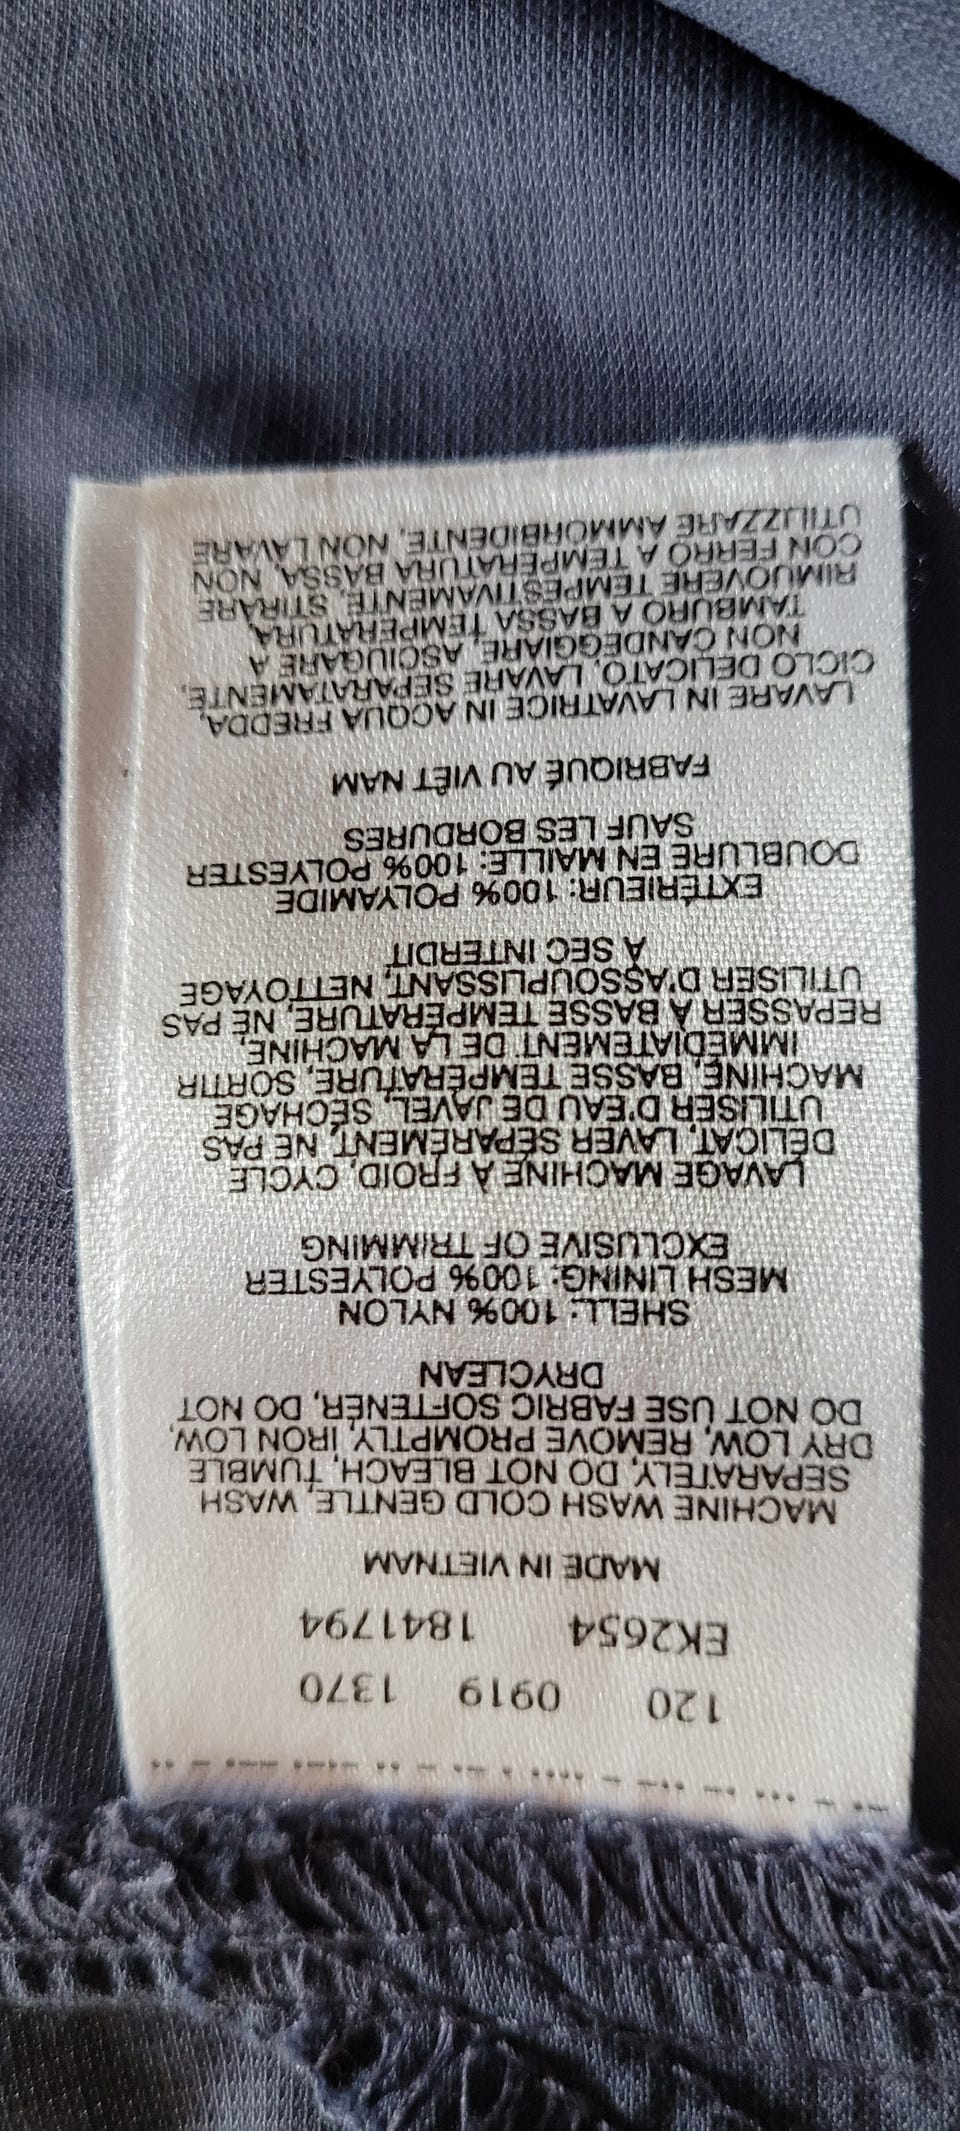 120 0919 1370
EK2654 1841794
MADE IN VIETNAM
MACHINE WASH COLD GENTLE, WASH
SEPARATELY, DO NOT BLEACH, TUMBLE
DRY LOW, REMOVE PROMPTLY, IRON LOW,
DO NOT USE FABRIC SOFTENER, DO NOT
DRYCLEAN
SHELL: 100% NYLON
MESH LINING: 100% POLYESTER
EXCLUSIVE OF TRIMMING
LAVAGE MACHINE À FROID, CYCLE
DÉLICAT, LAVER SÉPARÉMENT, NE PAS
UTILISER D'EAU DE JAVEL, SÉCHAGE
MACHINE, BASSE TEMPÉRATURE, SORTIR
IMMÉDIATEMENT DE LA MACHINE,
REPASSER À BASSE TEMPÉRATURE, NE PAS
UTILISER D'ASSOUPLISSANT, NETTOYAGE
A SEC INTERDIT
EXTÉRIEUR: 100% POLYAMIDE
DOUBLURE EN MAILLE: 100% POLYESTER
SAUF LES BORDURES
FABRIQUÉ AU VIÊT NAM
LAVARE IN LAVATRICE IN ACQUA FREDDA,
CICLO DELICATO, LAVARE SEPARATAMENTE,
NON CANDEGGIARE, ASCIUGARE A
TAMBURO A BASSA TEMPERATURA,
RIMUOVERE TEMPESTIVAMENTE, STIRARE
CON FERRO A TEMPERATURA BASSA, NON
UTILIZZARE AMMORBIDENTE, NON LAVARE